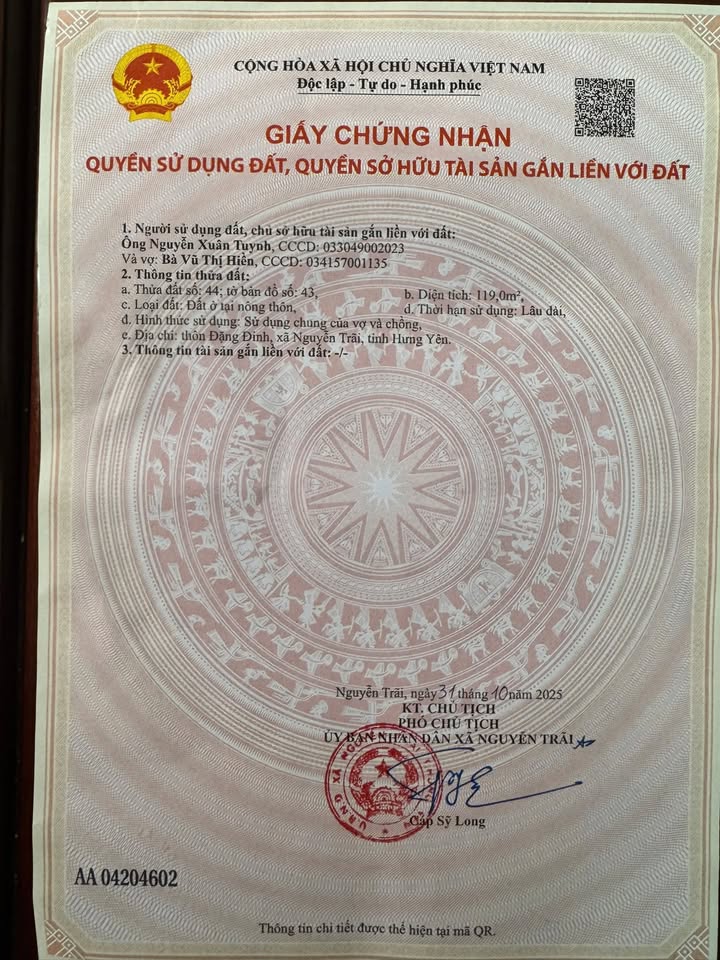 CỘNG HÒA XÃ HỘI CHỦ NGHĨA VIỆT NAM
Độc lập - Tự do - Hạnh phúc
GIẤY CHỨNG NHẬN
QUYỀN SỬ DỤNG ĐẤT, QUYỀN SỞ HỮU TÀI SẢN GẮN LIỀN VỚI ĐẤT
1. Người sử dụng đất, chủ sở hữu tài sản gắn liền với đất:
Ông Nguyễn Xuân Tuynh, CCCD: 033049002023
Và vợ: Bà Vũ Thị Hiền, CCCD: 034157001135
2. Thông tin thửa đất:
a. Thửa đất số: 44; tờ bản đồ số: 43, b. Diện tích: 119,0m²,
c. Loại đất: Đất ở tại nông thôn, d. Thời hạn sử dụng: Lâu dài,
đ. Hình thức sử dụng: Sử dụng chung của vợ và chồng,
e. Địa chỉ: thôn Đặng Đinh, xã Nguyễn Trãi, tỉnh Hưng Yên.
3. Thông tin tài sản gắn liền với đất: -/-
Nguyễn Trãi, ngày 31 tháng 10 năm 2025
KT. CHỦ TỊCH
PHÓ CHỦ TỊCH
ỦY BAN NHÂN DÂN XÃ NGUYỄN TRÃI
U.B.N.D XÃ NGUYỄN TRÃI
Cáp Sỹ Long
AA 04204602
Thông tin chi tiết được thể hiện tại mã QR.